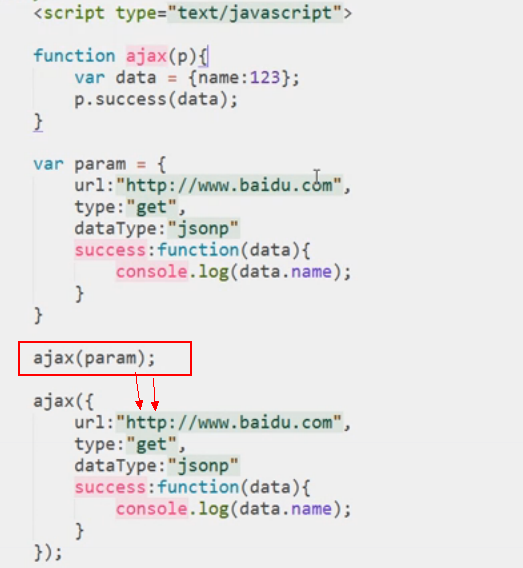 <script type="text/javascript">
function ajax(p){
var data = {name:123};
p.success(data);
}
var param = {
url:"http://www.baidu.com",
type:"get",
dataType:"jsonp"
success:function(data){
console.log(data.name);
}
}
ajax(param);
ajax({
url:"http://www.baidu.com",
type:"get",
dataType:"jsonp"
success:function(data){
console.log(data.name);
}
});